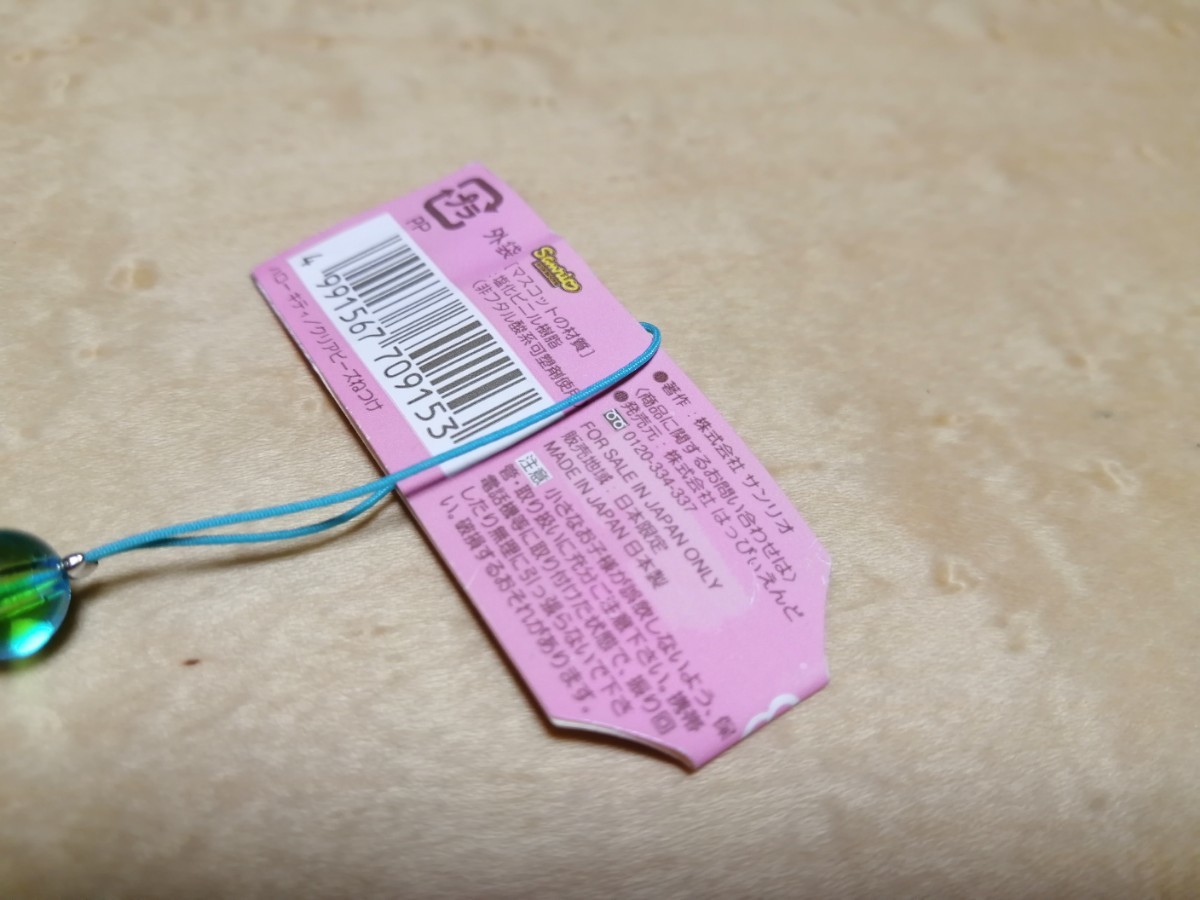 プラ
PP
外袋
Sanrio
[マスコットの材質]
:塩化ビニル樹脂
(非フタル酸系可塑剤使用
4 991567 709153
ハローキティ/クリアビーズねつけ
●著作:株式会社 サンリオ
〈商品に関するお問い合わせは〉
●発売元:株式会社 はっぴぃえんど
0120-334-337
FOR SALE IN JAPAN ONLY
販売地域:日本限定
MADE IN JAPAN 日本製
注意 小さなお子様が誤飲しないよう、保
管・取り扱いに充分ご注意下さい。携帯
電話機等に取り付けた状態で、振り回
したり無理に引っ張らないで下さ
い。破損するおそれがあります。